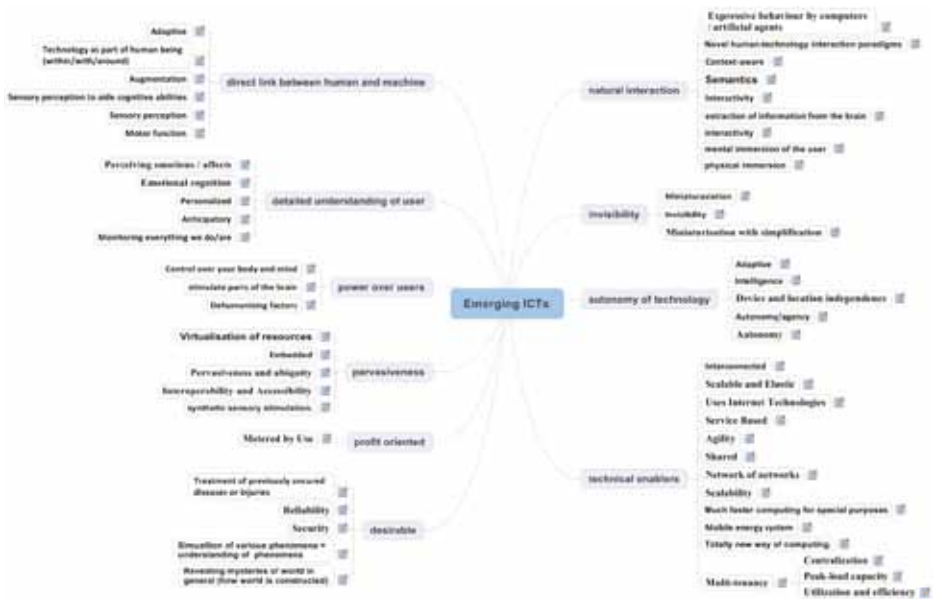 Emerging ICTs
direct link between human and machine
Adaptive
Technology as part of human being
(within/with/around)
Augmentation
Sensory perception to aide cognitive abilities
Sensory perception
Motor function
detailed understanding of user
Perceiving emotions / affects
Emotional cognition
Personalized
Anticipatory
Monitoring everything we do/are
power over users
Control over your body and mind
stimulate parts of the brain
Dehumanising factors
pervasiveness
Virtualisation of resources
Embedded
Pervasiveness and ubiquity
Interoperability and Accessibility
synthetic sensory stimulation
profit oriented
Metered by Use
desirable
Treatment of previously uncured
diseases or injuries
Reliability
Security
Simulation of various phenomena =
understanding of phenomena
Revealing mysteries of world in
general (how world is constructed)
natural interaction
Expressive behaviour by computers
/ artificial agents
Novel human-technology interaction paradigms
Context-aware
Semantics
Interactivity
extraction of information from the brain
interactivity
mental immersion of the user
physical immersion
invisibility
Miniaturization
Invisibility
Miniaturisation with simplification
autonomy of technology
Adaptive
Intelligence
Device and location independence
Autonomy/agency
Autonomy
technical enablers
Interconnected
Scalable and Elastic
Uses Internet Technologies
Service Based
Agility
Shared
Network of networks
Scalability
Much faster computing for special purposes
Mobile energy system
Totally new way of computing.
Multi-tenancy
Centralization
Peak-load capacity
Utilization and efficiency